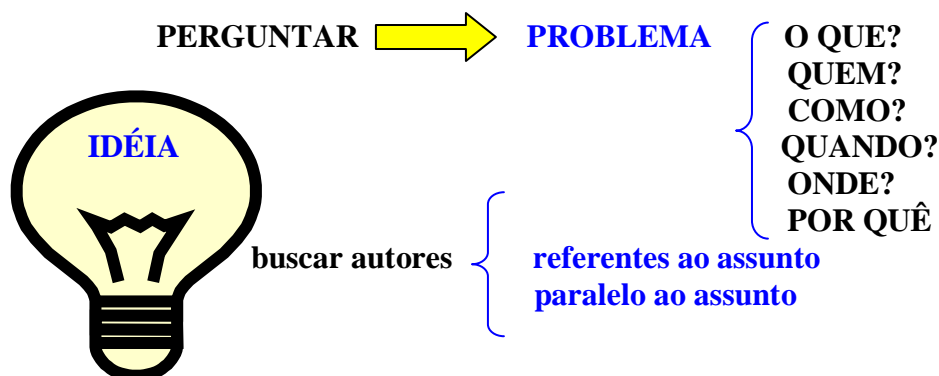 PERGUNTAR PROBLEMA
O QUE?
QUEM?
COMO?
QUANDO?
ONDE?
POR QUÊ
IDÉIA
buscar autores
referentes ao assunto
paralelo ao assunto